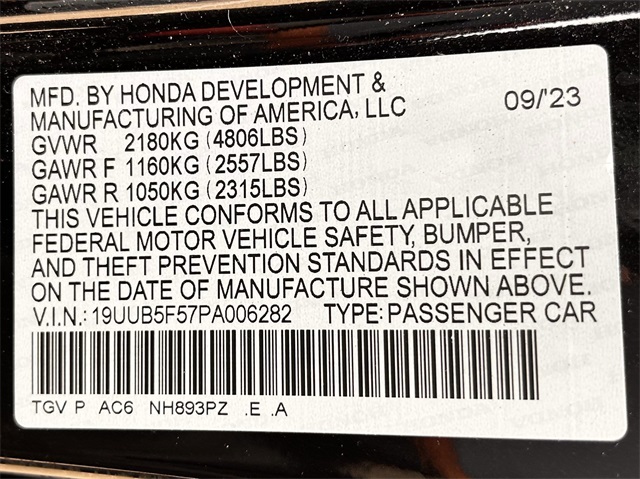 MFD. BY HONDA DEVELOPMENT &
MANUFACTURING OF AMERICA, LLC 09/'23
GVWR 2180KG (4806LBS)
GAWR F 1160KG (2557LBS)
GAWR R 1050KG (2315LBS)
THIS VEHICLE CONFORMS TO ALL APPLICABLE
FEDERAL MOTOR VEHICLE SAFETY, BUMPER,
AND THEFT PREVENTION STANDARDS IN EFFECT
ON THE DATE OF MANUFACTURE SHOWN ABOVE.
V.I.N.: 19UUB5F57PA006282 TYPE: PASSENGER CAR
TGV P AC6 NH893PZ .E .A